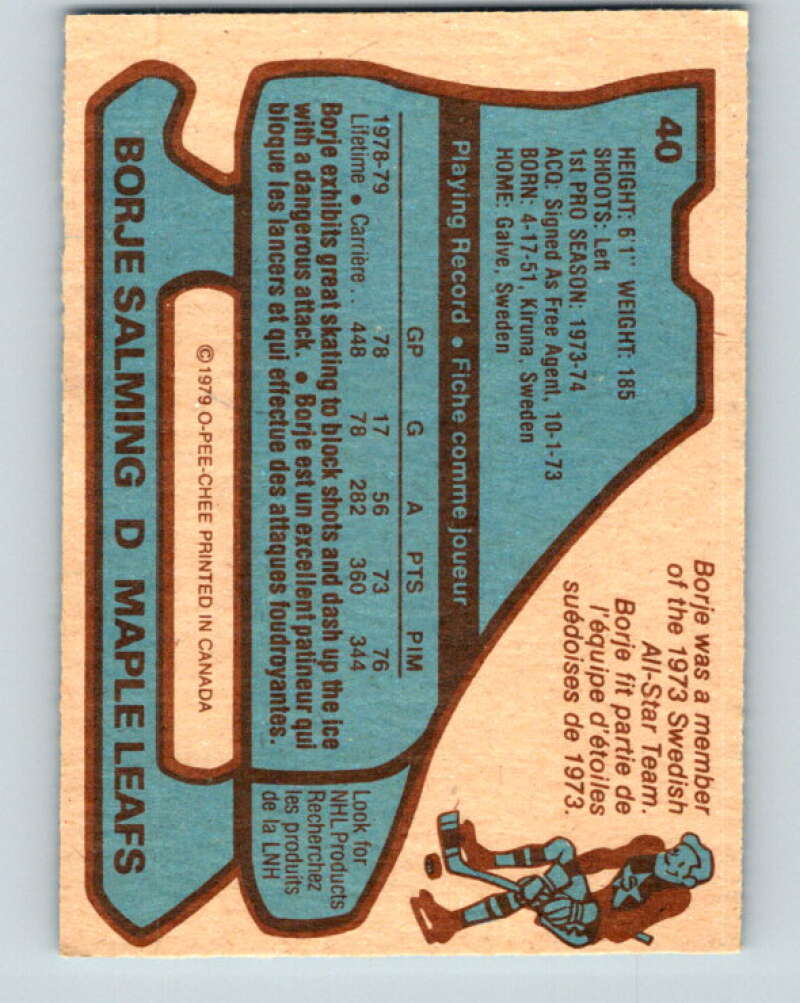 40
HEIGHT: 6'1" WEIGHT: 185
SHOOTS: Left
1st PRO SEASON: 1973-74
ACQ: Signed As Free Agent, 10-1-73
BORN: 4-17-51, Kiruna, Sweden
HOME: Galve, Sweden
Borje was a member
of the 1973 Swedish
All-Star Team.
Borje fit partie de
l'équipe d'étoiles
suédoises de 1973.
Playing Record • Fiche comme joueur
GP G A PTS PIM
1978-79 78 17 56 73 76
Lifetime • Carrière .. 448 78 282 360 344
Borje exhibits great skating to block shots and dash up the ice
with a dangerous attack. • Borje est un excellent patineur qui
bloque les lancers et qui effectue des attaques foudroyantes.
Look for
NHL Products
Recherchez
les produits
de la LNH
©1979 O-PEE-CHEE PRINTED IN CANADA
BORJE SALMING D MAPLE LEAFS